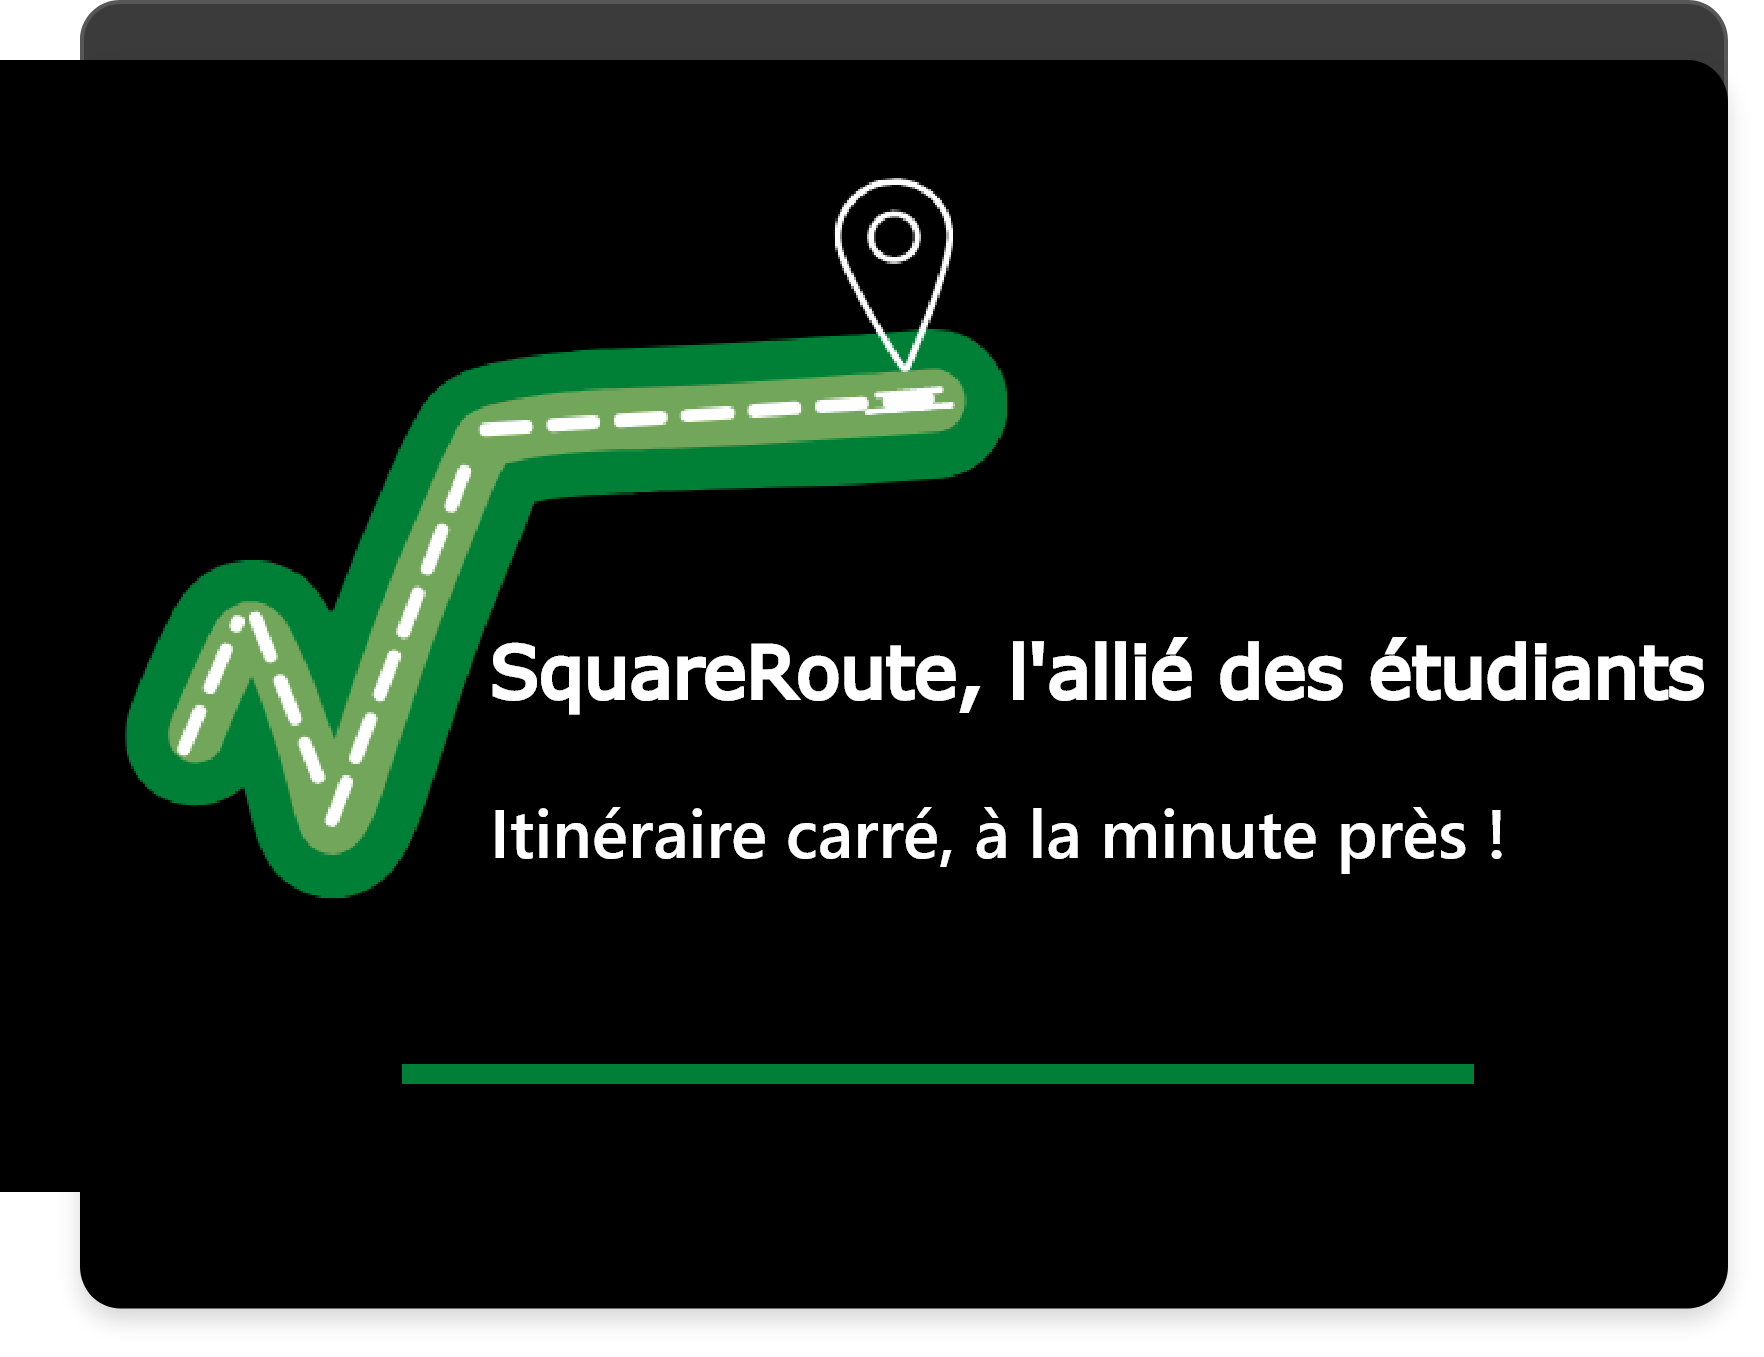 SquareRoute, l'allié des étudiants
Itinéraire carré, à la minute près !